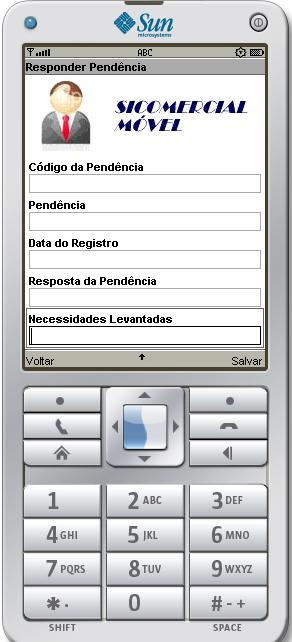 Sun
microsystems
ABC
Responder Pendência
SICOMERCIAL
MÓVEL
Código da Pendência
Pendência
Data do Registro
Resposta da Pendência
Necessidades Levantadas
Voltar Salvar
1 2 ABC 3 DEF
4 GHI 5 JKL 6 MNO
7 PQRS 8 TUV 9 WXYZ
* . 0 # - +
SHIFT SPACE